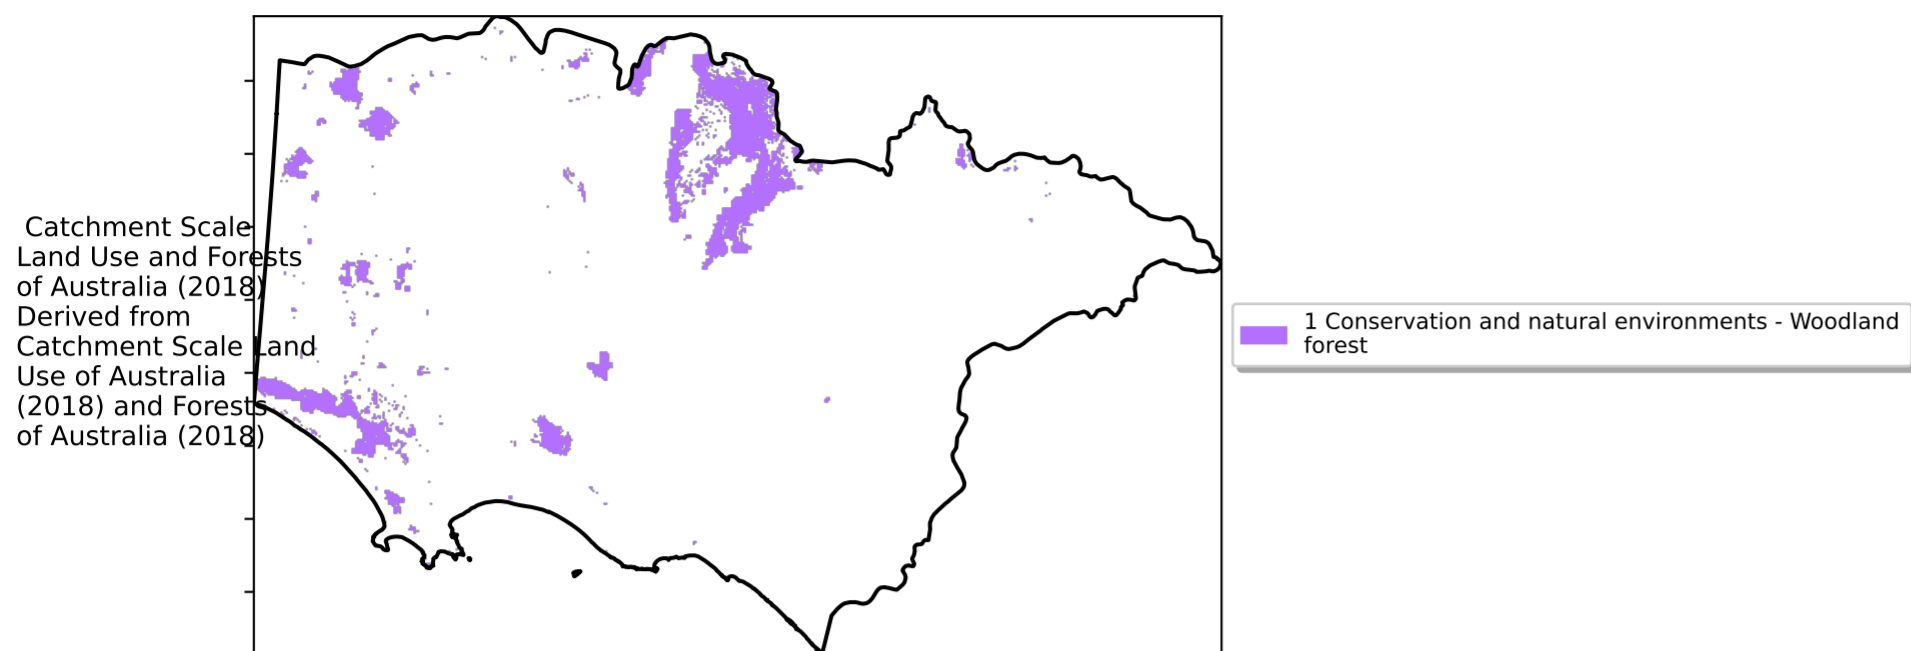 Catchment Scale
Land Use and Forests
of Australia (2018)
Derived from
Catchment Scale Land
Use of Australia
(2018) and Forests
of Australia (2018)
1 Conservation and natural environments - Woodland
forest